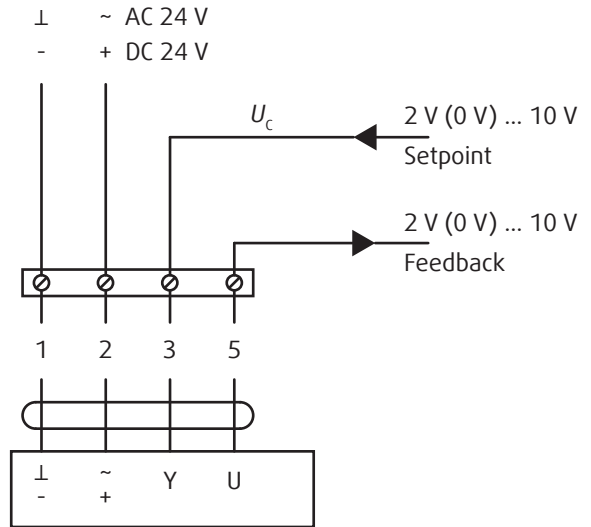 ⊥ ~ AC 24 V
- + DC 24 V
U_C 2 V (0 V) ... 10 V
Setpoint
2 V (0 V) ... 10 V
Feedback
1 2 3 5
⊥ ~ Y U
- +